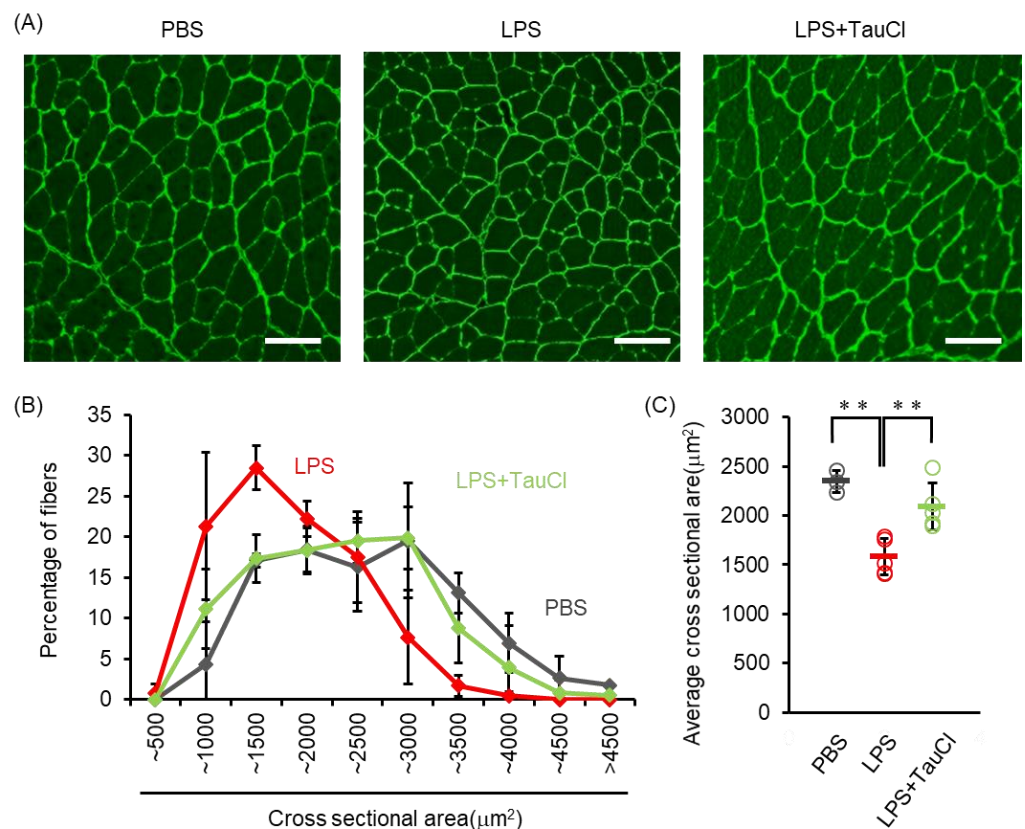 (A)
PBS
LPS
LPS+TauCl
(B)
Percentage of fibers
35
30
25
20
15
10
5
0
LPS
LPS+TauCl
PBS
~500
~1000
~1500
~2000
~2500
~3000
~3500
~4000
~4500
>4500
Cross sectional area(μm²)
(C)
Average cross sectional are(μm²)
3000
2500
2000
1500
1000
500
0
** **
PBS
LPS
LPS+TauCl
0
4